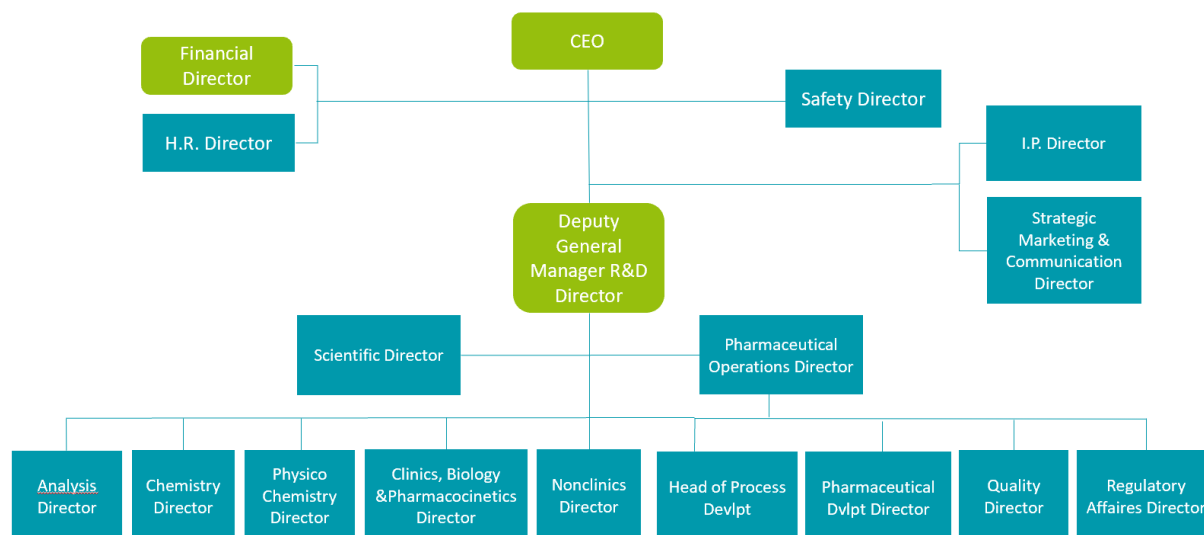 CEO
Financial
Director
Safety Director
H.R. Director
I.P. Director
Strategic
Marketing &
Communication
Director
Deputy
General
Manager R&D
Director
Scientific Director
Pharmaceutical
Operations Director
Analysis
Director
Chemistry
Director
Physico
Chemistry
Director
Clinics, Biology
&Pharmacocinetics
Director
Nonclinics
Director
Head of Process
Devlpt
Pharmaceutical
Dvlpt Director
Quality
Director
Regulatory
Affaires Director